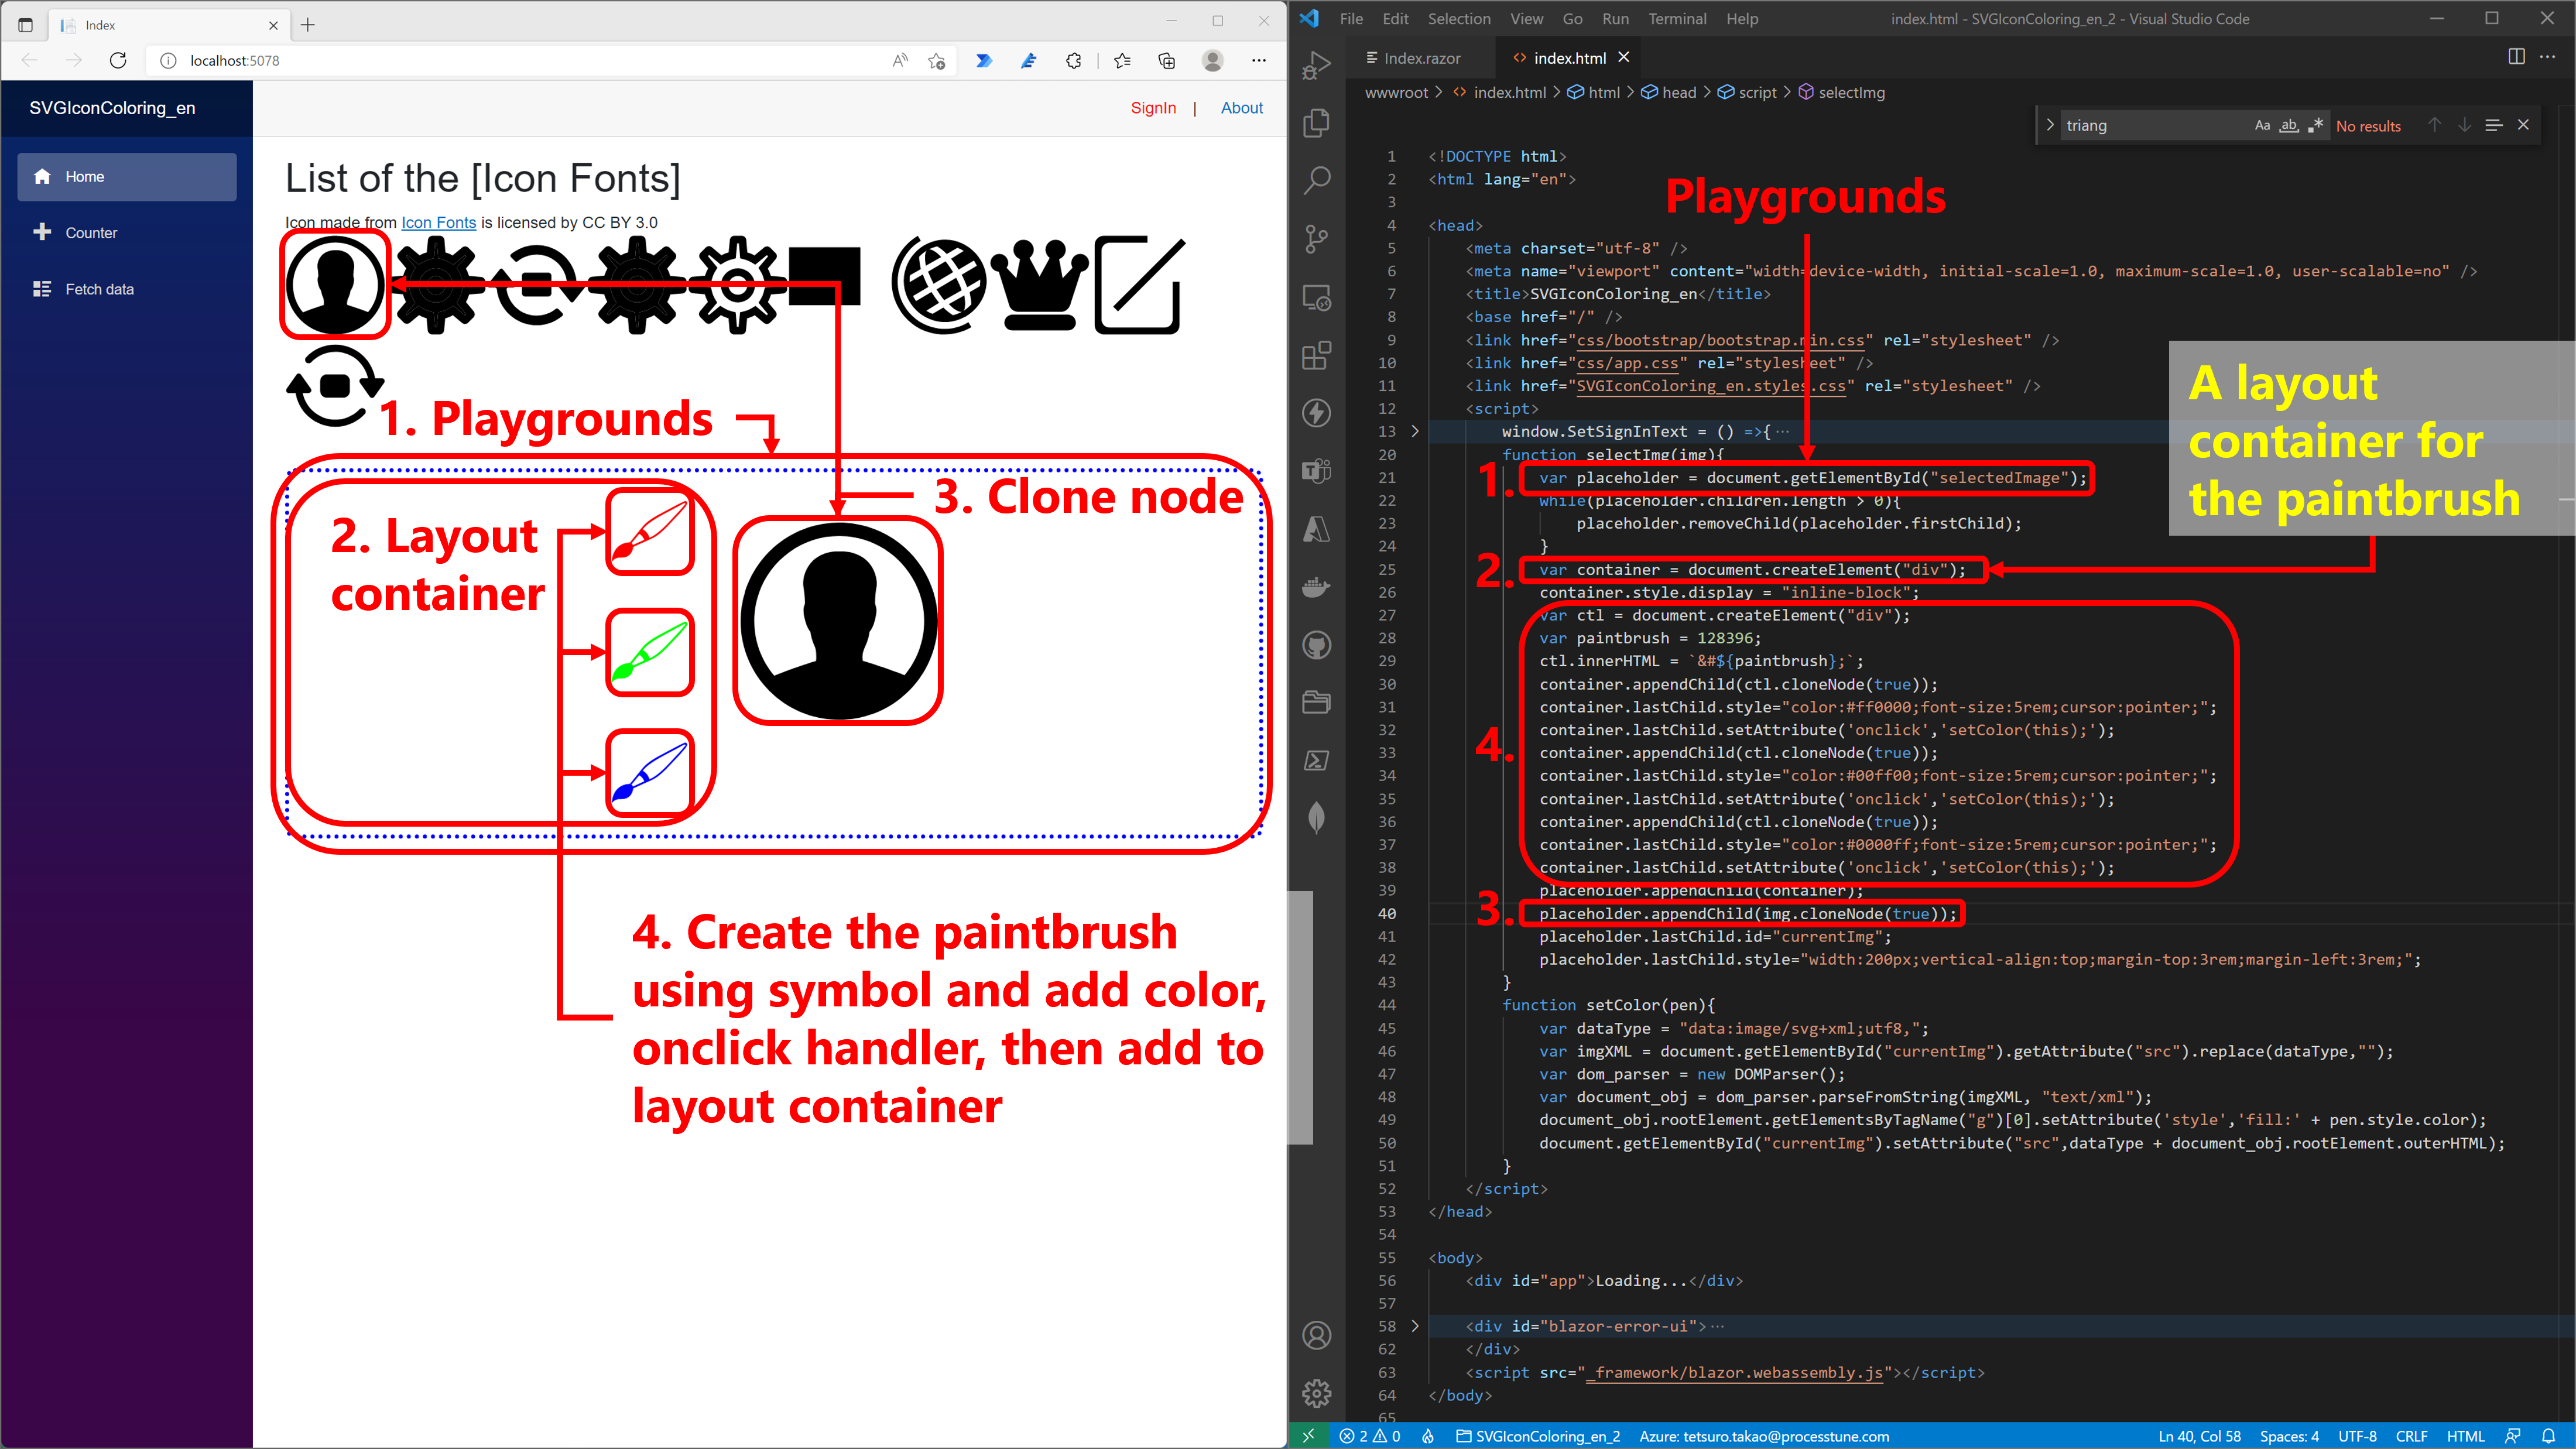 Index
localhost:5078
SVGIconColoring_en
SignIn | About
Home
Counter
Fetch data
List of the [Icon Fonts]
Icon made from Icon Fonts is licensed by CC BY 3.0
1. Playgrounds
2. Layout
container
3. Clone node
4. Create the paintbrush
using symbol and add color,
onclick handler, then add to
layout container
File Edit Selection View Go Run Terminal Help
index.html - SVGIconColoring_en_2 - Visual Studio Code
Index.razor
index.html
wwwroot > index.html > html > head > script > selectImg
triang
Aa ab
No results
Playgrounds
A layout
container for
the paintbrush
1.
2.
4.
3.
1 <!DOCTYPE html>
2 <html lang="en">
3
4 <head>
5 <meta charset="utf-8" />
6 <meta name="viewport" content="width=device-width, initial-scale=1.0, maximum-scale=1.0, user-scalable=no" />
7 <title>SVGIconColoring_en</title>
8 <base href="/" />
9 <link href="css/bootstrap/bootstrap.min.css" rel="stylesheet" />
10 <link href="css/app.css" rel="stylesheet" />
11 <link href="SVGIconColoring_en.styles.css" rel="stylesheet" />
12 <script>
13 window.SetSignInText = () =>{ ...
20 function selectImg(img){
21 var placeholder = document.getElementById("selectedImage");
22 while(placeholder.children.length > 0){
23 placeholder.removeChild(placeholder.firstChild);
24 }
25 var container = document.createElement("div");
26 container.style.display = "inline-block";
27 var ctl = document.createElement("div");
28 var paintbrush = 128396;
29 ctl.innerHTML = `&#${paintbrush};`;
30 container.appendChild(ctl.cloneNode(true));
31 container.lastChild.style="color:#ff0000;font-size:5rem;cursor:pointer;";
32 container.lastChild.setAttribute('onclick','setColor(this);');
33 container.appendChild(ctl.cloneNode(true));
34 container.lastChild.style="color:#00ff00;font-size:5rem;cursor:pointer;";
35 container.lastChild.setAttribute('onclick','setColor(this);');
36 container.appendChild(ctl.cloneNode(true));
37 container.lastChild.style="color:#0000ff;font-size:5rem;cursor:pointer;";
38 container.lastChild.setAttribute('onclick','setColor(this);');
39 placeholder.appendChild(container);
40 placeholder.appendChild(img.cloneNode(true));
41 placeholder.lastChild.id="currentImg";
42 placeholder.lastChild.style="width:200px;vertical-align:top;margin-top:3rem;margin-left:3rem;";
43 }
44 function setColor(pen){
45 var dataType = "data:image/svg+xml;utf8,";
46 var imgXML = document.getElementById("currentImg").getAttribute("src").replace(dataType,"");
47 var dom_parser = new DOMParser();
48 var document_obj = dom_parser.parseFromString(imgXML, "text/xml");
49 document_obj.rootElement.getElementsByTagName("g")[0].setAttribute('style','fill:' + pen.style.color);
50 document.getElementById("currentImg").setAttribute("src",dataType + document_obj.rootElement.outerHTML);
51 }
52 </script>
53 </head>
54
55 <body>
56 <div id="app">Loading...</div>
57
58 <div id="blazor-error-ui"> ...
62 </div>
63 <script src="_framework/blazor.webassembly.js"></script>
64 </body>
65
2 0 SVGIconColoring_en_2 Azure: tetsuro.takao@processtune.com Ln 40, Col 58 Spaces: 4 UTF-8 CRLF HTML